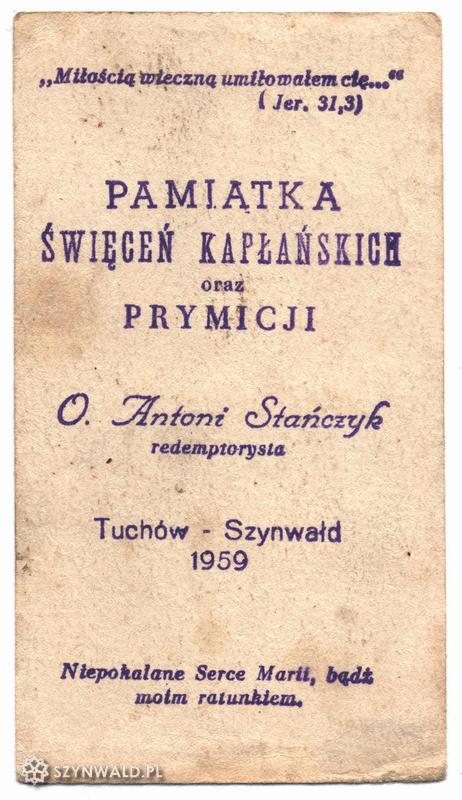 „Miłością wieczną umiłowałem cię...“
(Jer. 31,3)
PAMIĄTKA
ŚWIĘCEŃ KAPŁAŃSKICH
oraz
PRYMICJI
O. Antoni Stańczyk
redemptorysta
Tuchów - Szynwałd
1959
Niepokalane Serce Marii, bądź
moim ratunkiem.
SZYNWALD.PL